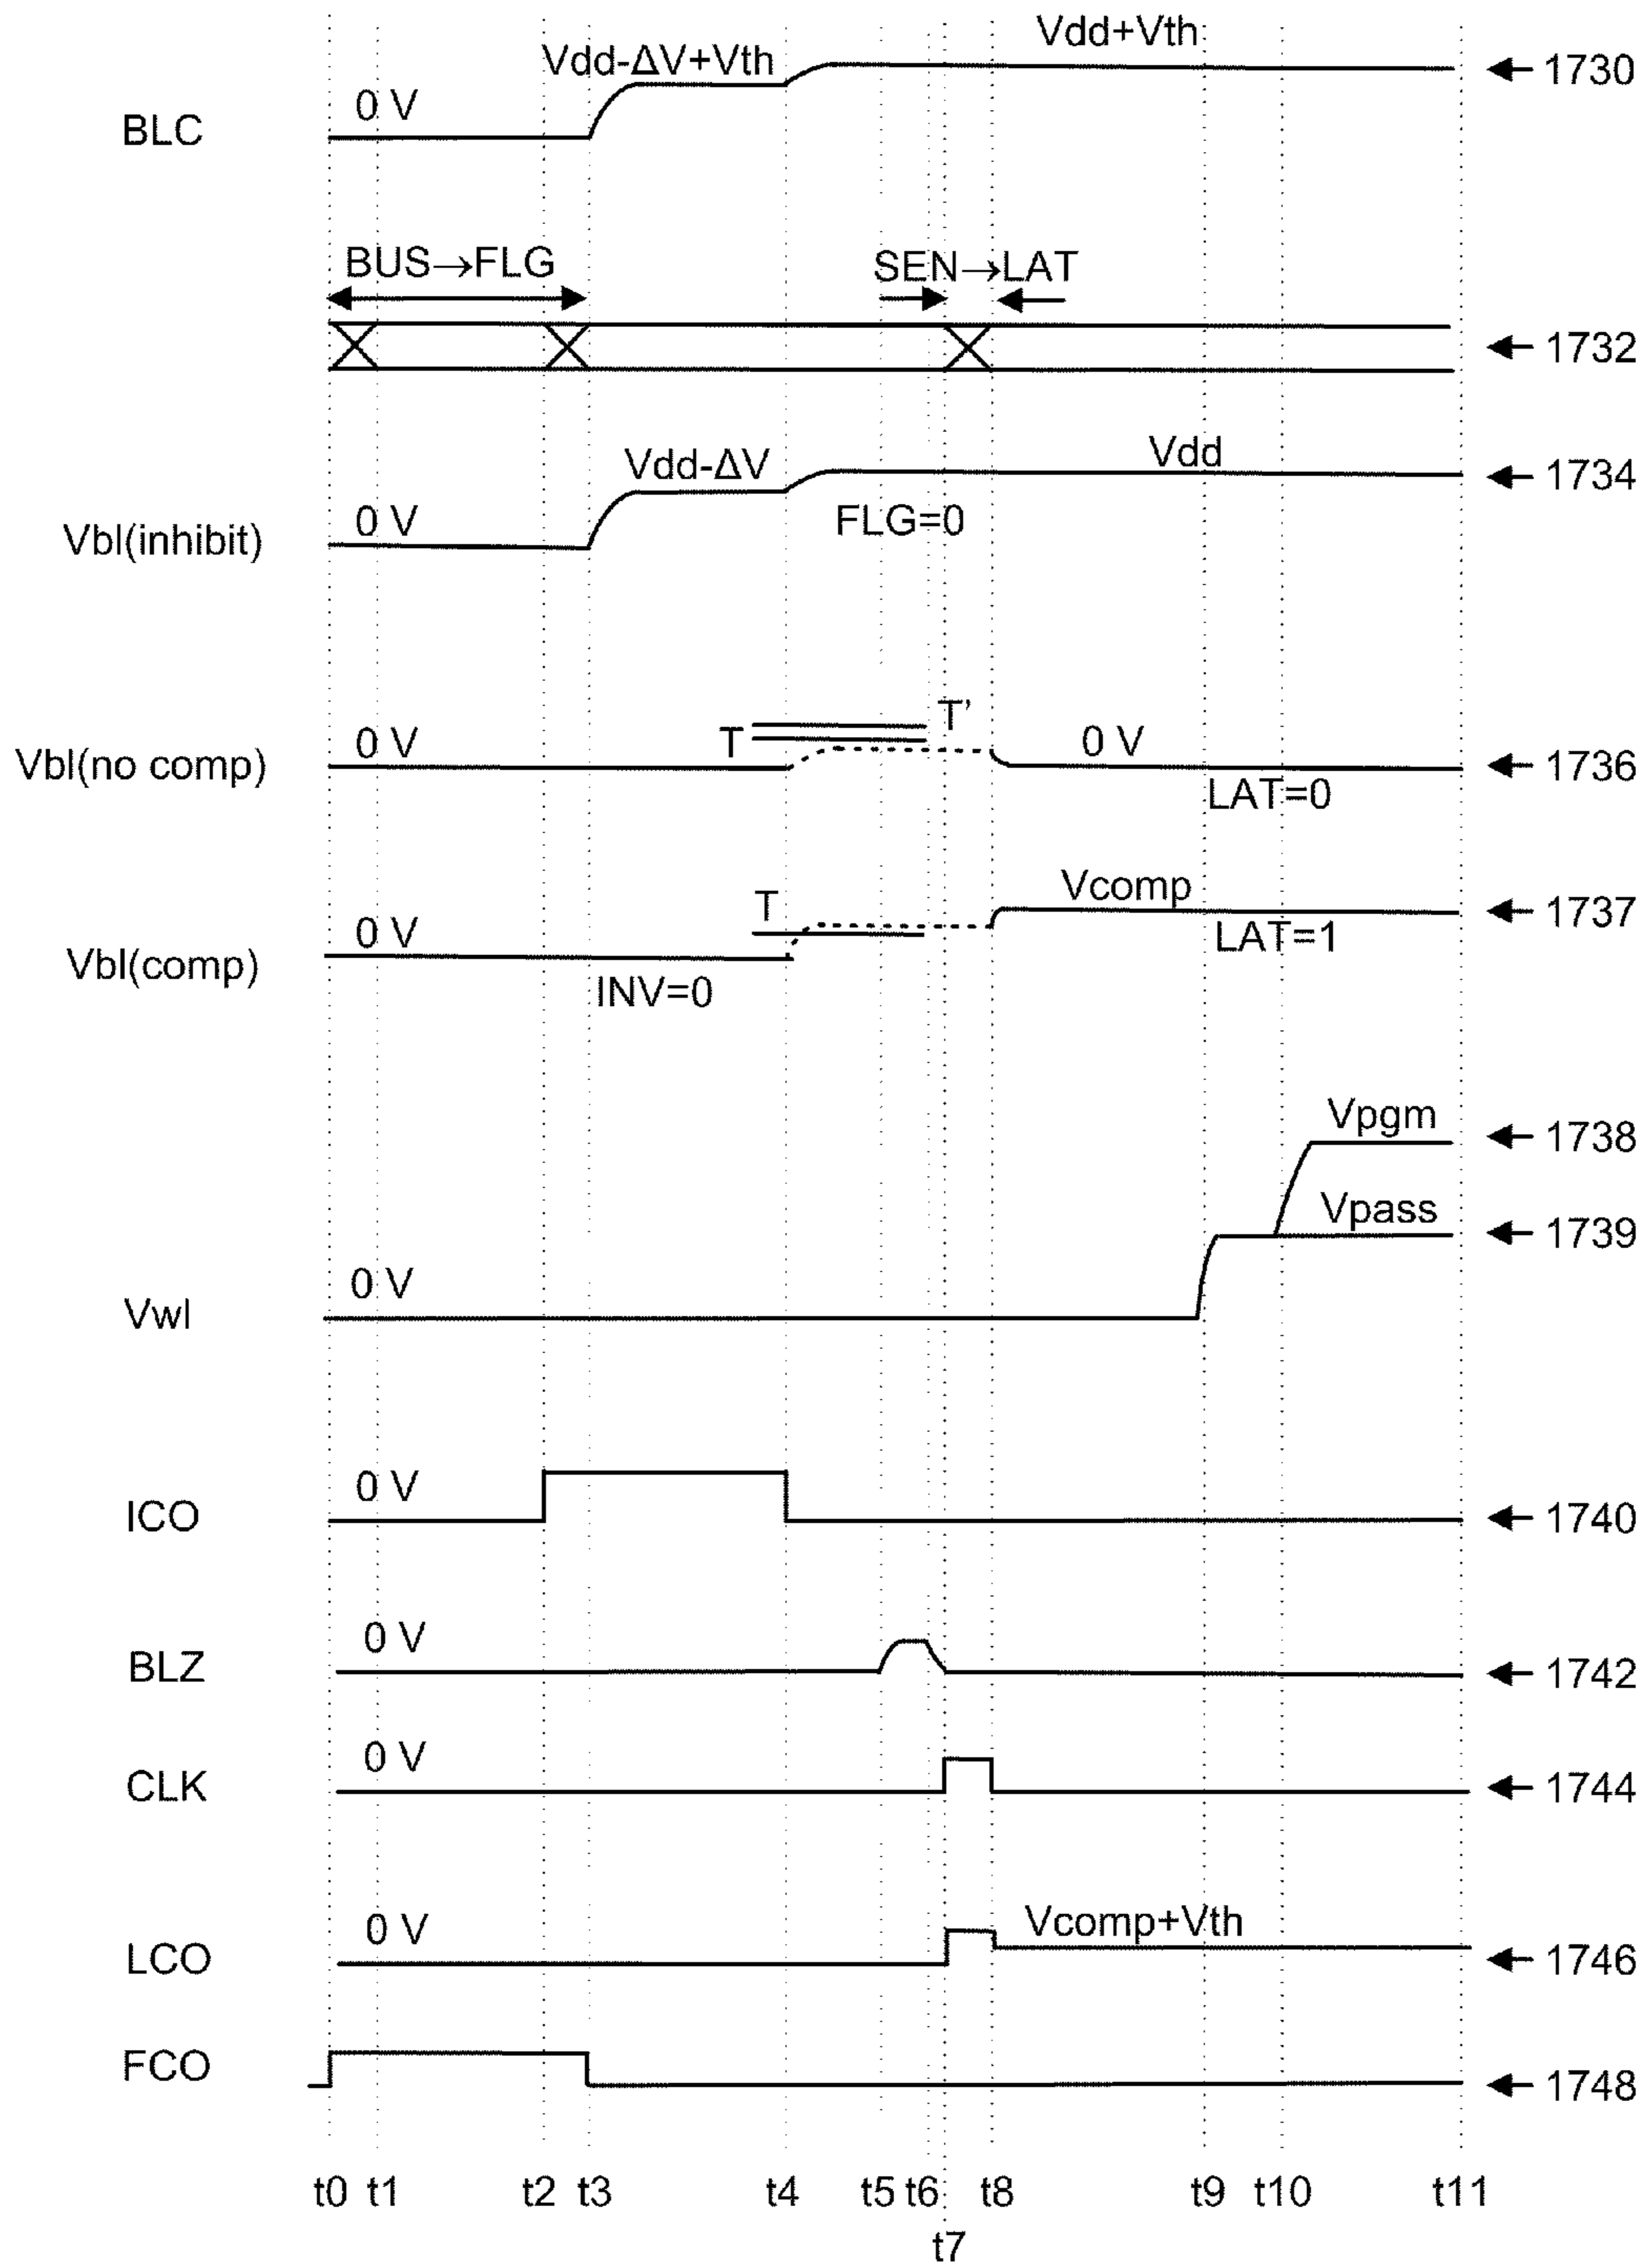 Vdd-ΔV+Vth
Vdd+Vth
1730
0 V
BLC
BUS→FLG
SEN→LAT
1732
Vdd-ΔV
Vdd
1734
0 V
FLG=0
Vbl(inhibit)
T'
T
0 V
0 V
Vbl(no comp)
1736
LAT=0
T
Vcomp
1737
0 V
LAT=1
Vbl(comp)
INV=0
Vpgm
1738
Vpass
1739
0 V
Vwl
0 V
ICO
1740
0 V
BLZ
1742
0 V
CLK
1744
0 V
Vcomp+Vth
LCO
1746
FCO
1748
t0 t1 t2 t3 t4 t5 t6 t8 t9 t10 t11
t7